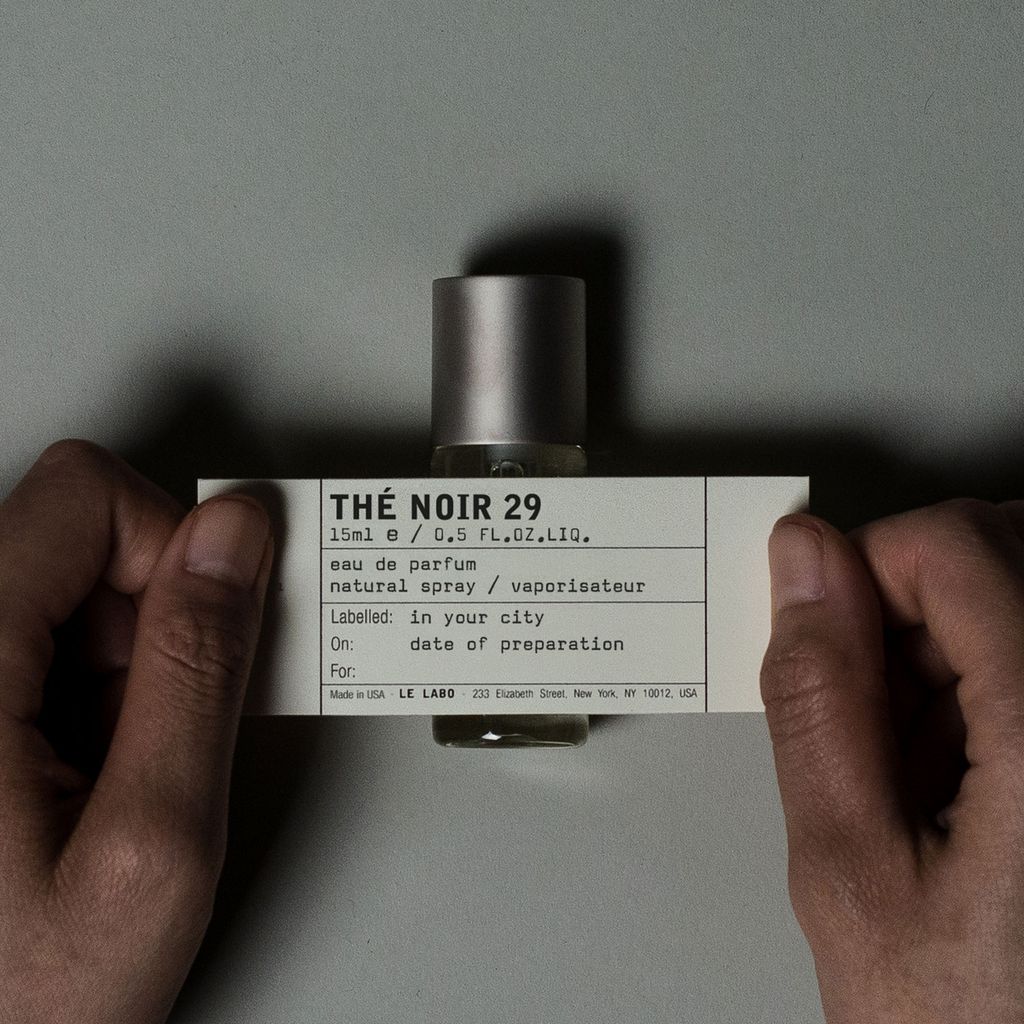 THÉ NOIR 29
15ml e / 0.5 FL.OZ.LIQ.
eau de parfum
natural spray / vaporisateur
Labelled: in your city
On: date of preparation
For:
Made in USA - LE LABO - 233 Elizabeth Street, New York, NY 10012, USA